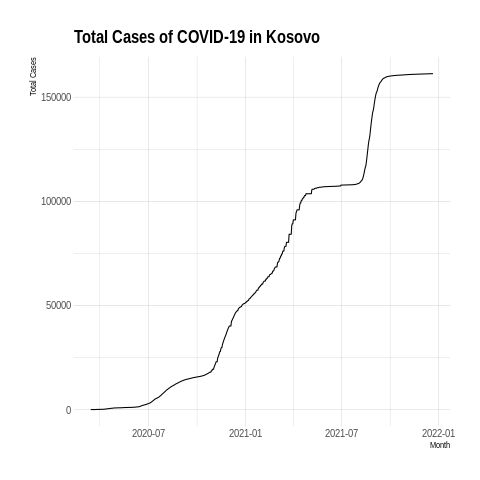 Total Cases of COVID-19 in Kosovo
Total Cases
150000
100000
50000
0
2020-07 2021-01 2021-07 2022-01
Month